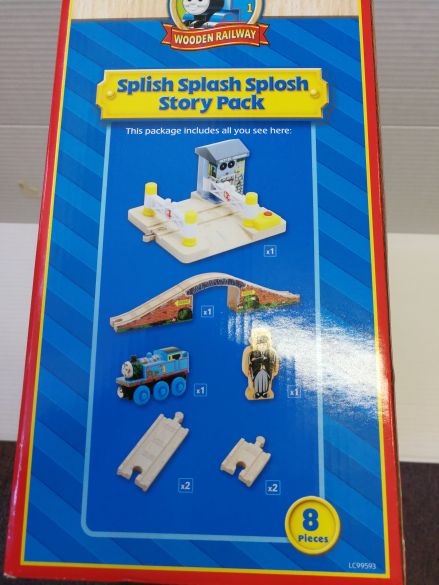 1
WOODEN RAILWAY
Splish Splash Splosh
Story Pack
This package includes all you see here:
x1
x1
x1
x1
x2
x2
8
Pieces
LC99593